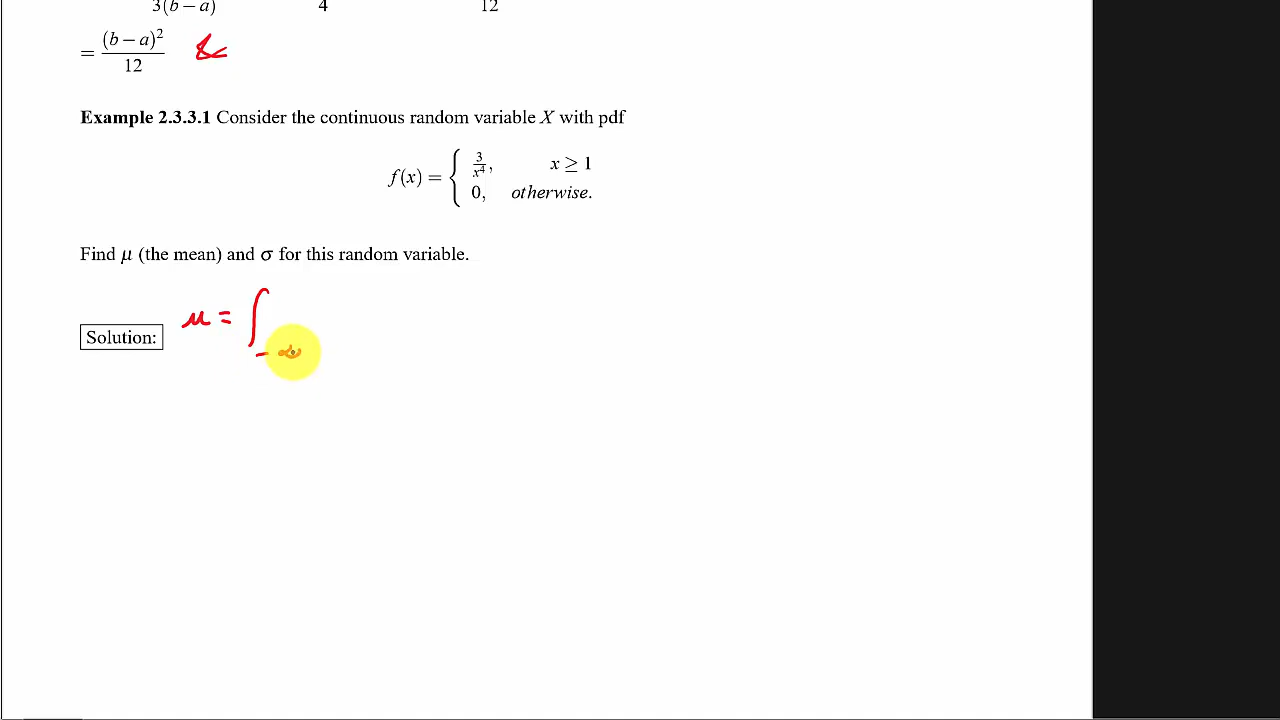 3(b − a) 4 12
= (b − a)² / 12 &
Example 2.3.3.1 Consider the continuous random variable X with pdf
f(x) = { 3/x⁴, x ≥ 1
0, otherwise.
Find μ (the mean) and σ for this random variable.
μ = ∫
Solution:
− ∞